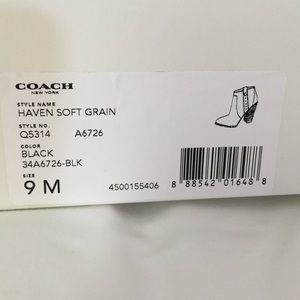 COACH
NEW YORK
STYLE NAME
HAVEN SOFT GRAIN
STYLE NO.
Q5314 A6726
COLOR
BLACK
34A6726-BLK
SIZE
9 M
4500155406
8 88542 01648 8